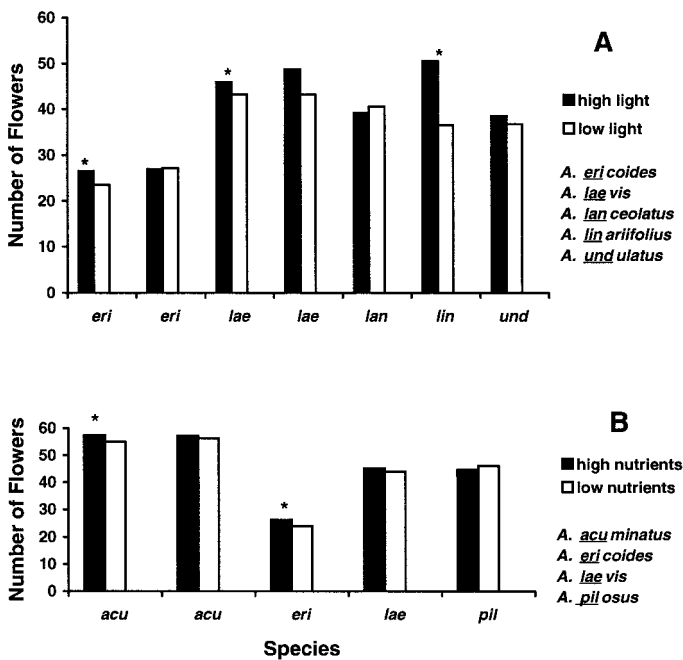 60
50
40
30
20
10
0
Number of Flowers
*
*
*
eri
eri
lae
lae
lan
lin
und
A
high light
low light
A. eri coides
A. lae vis
A. lan ceolatus
A. lin ariifolius
A. und ulatus
60
50
40
30
20
10
0
Number of Flowers
*
*
acu
acu
eri
lae
pil
Species
B
high nutrients
low nutrients
A. acu minatus
A. eri coides
A. lae vis
A. pil osus